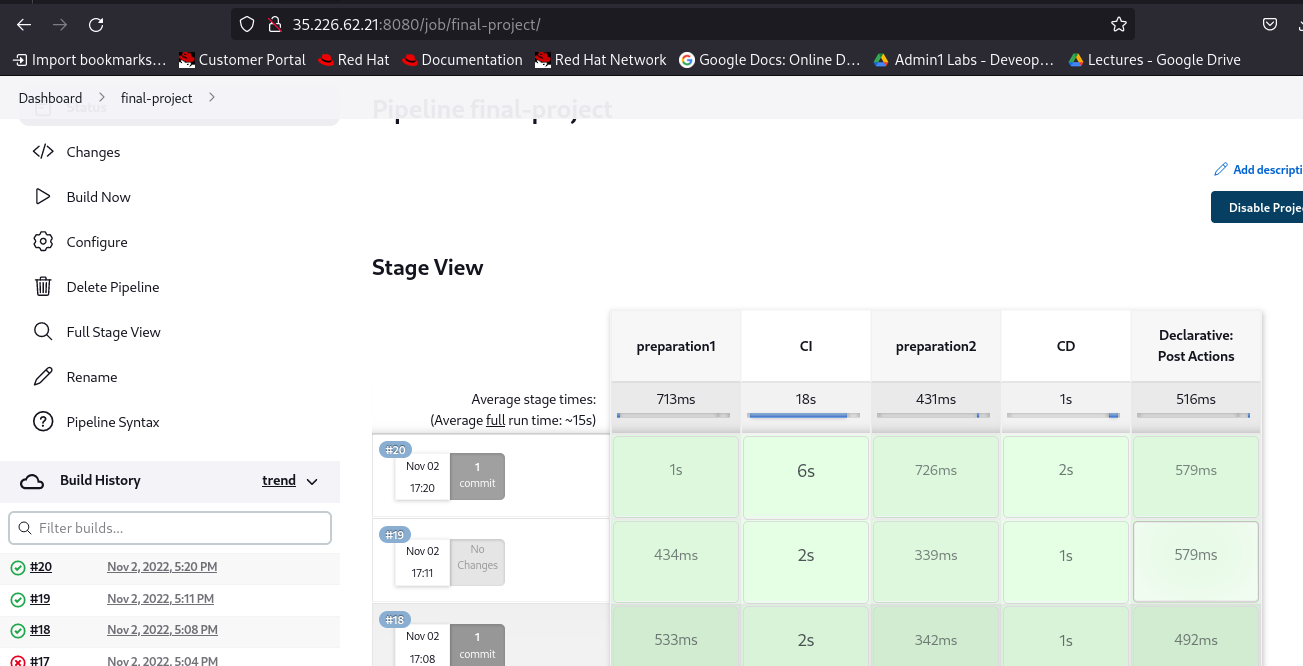 35.226.62.21:8080/job/final-project/
Import bookmarks... Customer Portal Red Hat Documentation Red Hat Network Google Docs: Online D... Admin1 Labs - Deveop... Lectures - Google Drive
Dashboard final-project
Status
Pipeline final-project
Changes
Build Now
Configure
Delete Pipeline
Full Stage View
Rename
Pipeline Syntax
Add descripti
Disable Proje
Stage View
preparation1 CI preparation2 CD Declarative: Post Actions
Average stage times: 713ms 18s 431ms 1s 516ms
(Average full run time: ~15s)
#20
Nov 02 17:20 1 commit 1s 6s 726ms 2s 579ms
#19
Nov 02 17:11 No Changes 434ms 2s 339ms 1s 579ms
#18
Nov 02 17:08 1 commit 533ms 2s 342ms 1s 492ms
Build History trend
Filter builds...
#20 Nov 2, 2022, 5:20 PM
#19 Nov 2, 2022, 5:11 PM
#18 Nov 2, 2022, 5:08 PM
#17 Nov 2, 2022, 5:04 PM